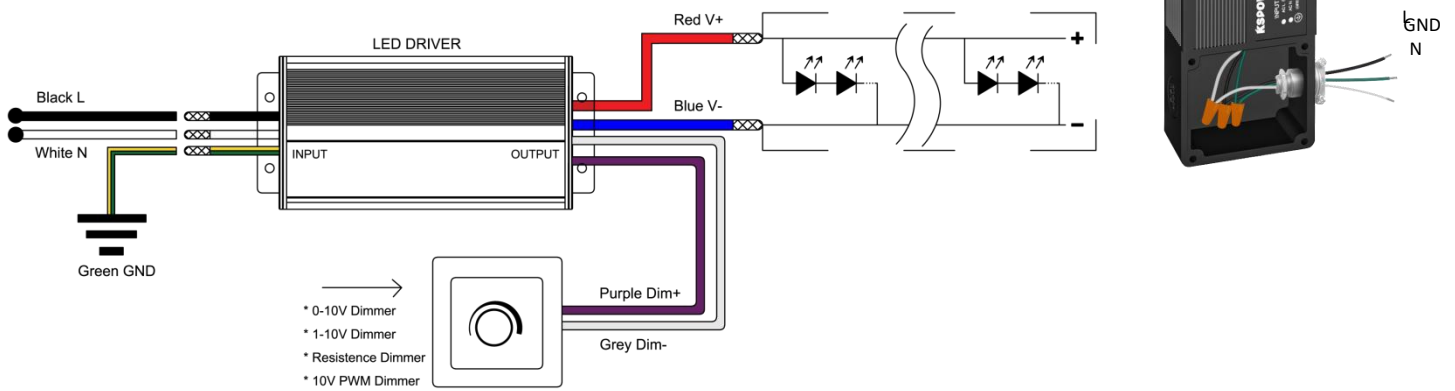 LED DRIVER
Red V+
Black L
White N
Blue V-
INPUT
OUTPUT
Green GND
+
-
* 0-10V Dimmer
* 1-10V Dimmer
* Resistence Dimmer
* 10V PWM Dimmer
Purple Dim+
Grey Dim-
INPUT
L
GND
N